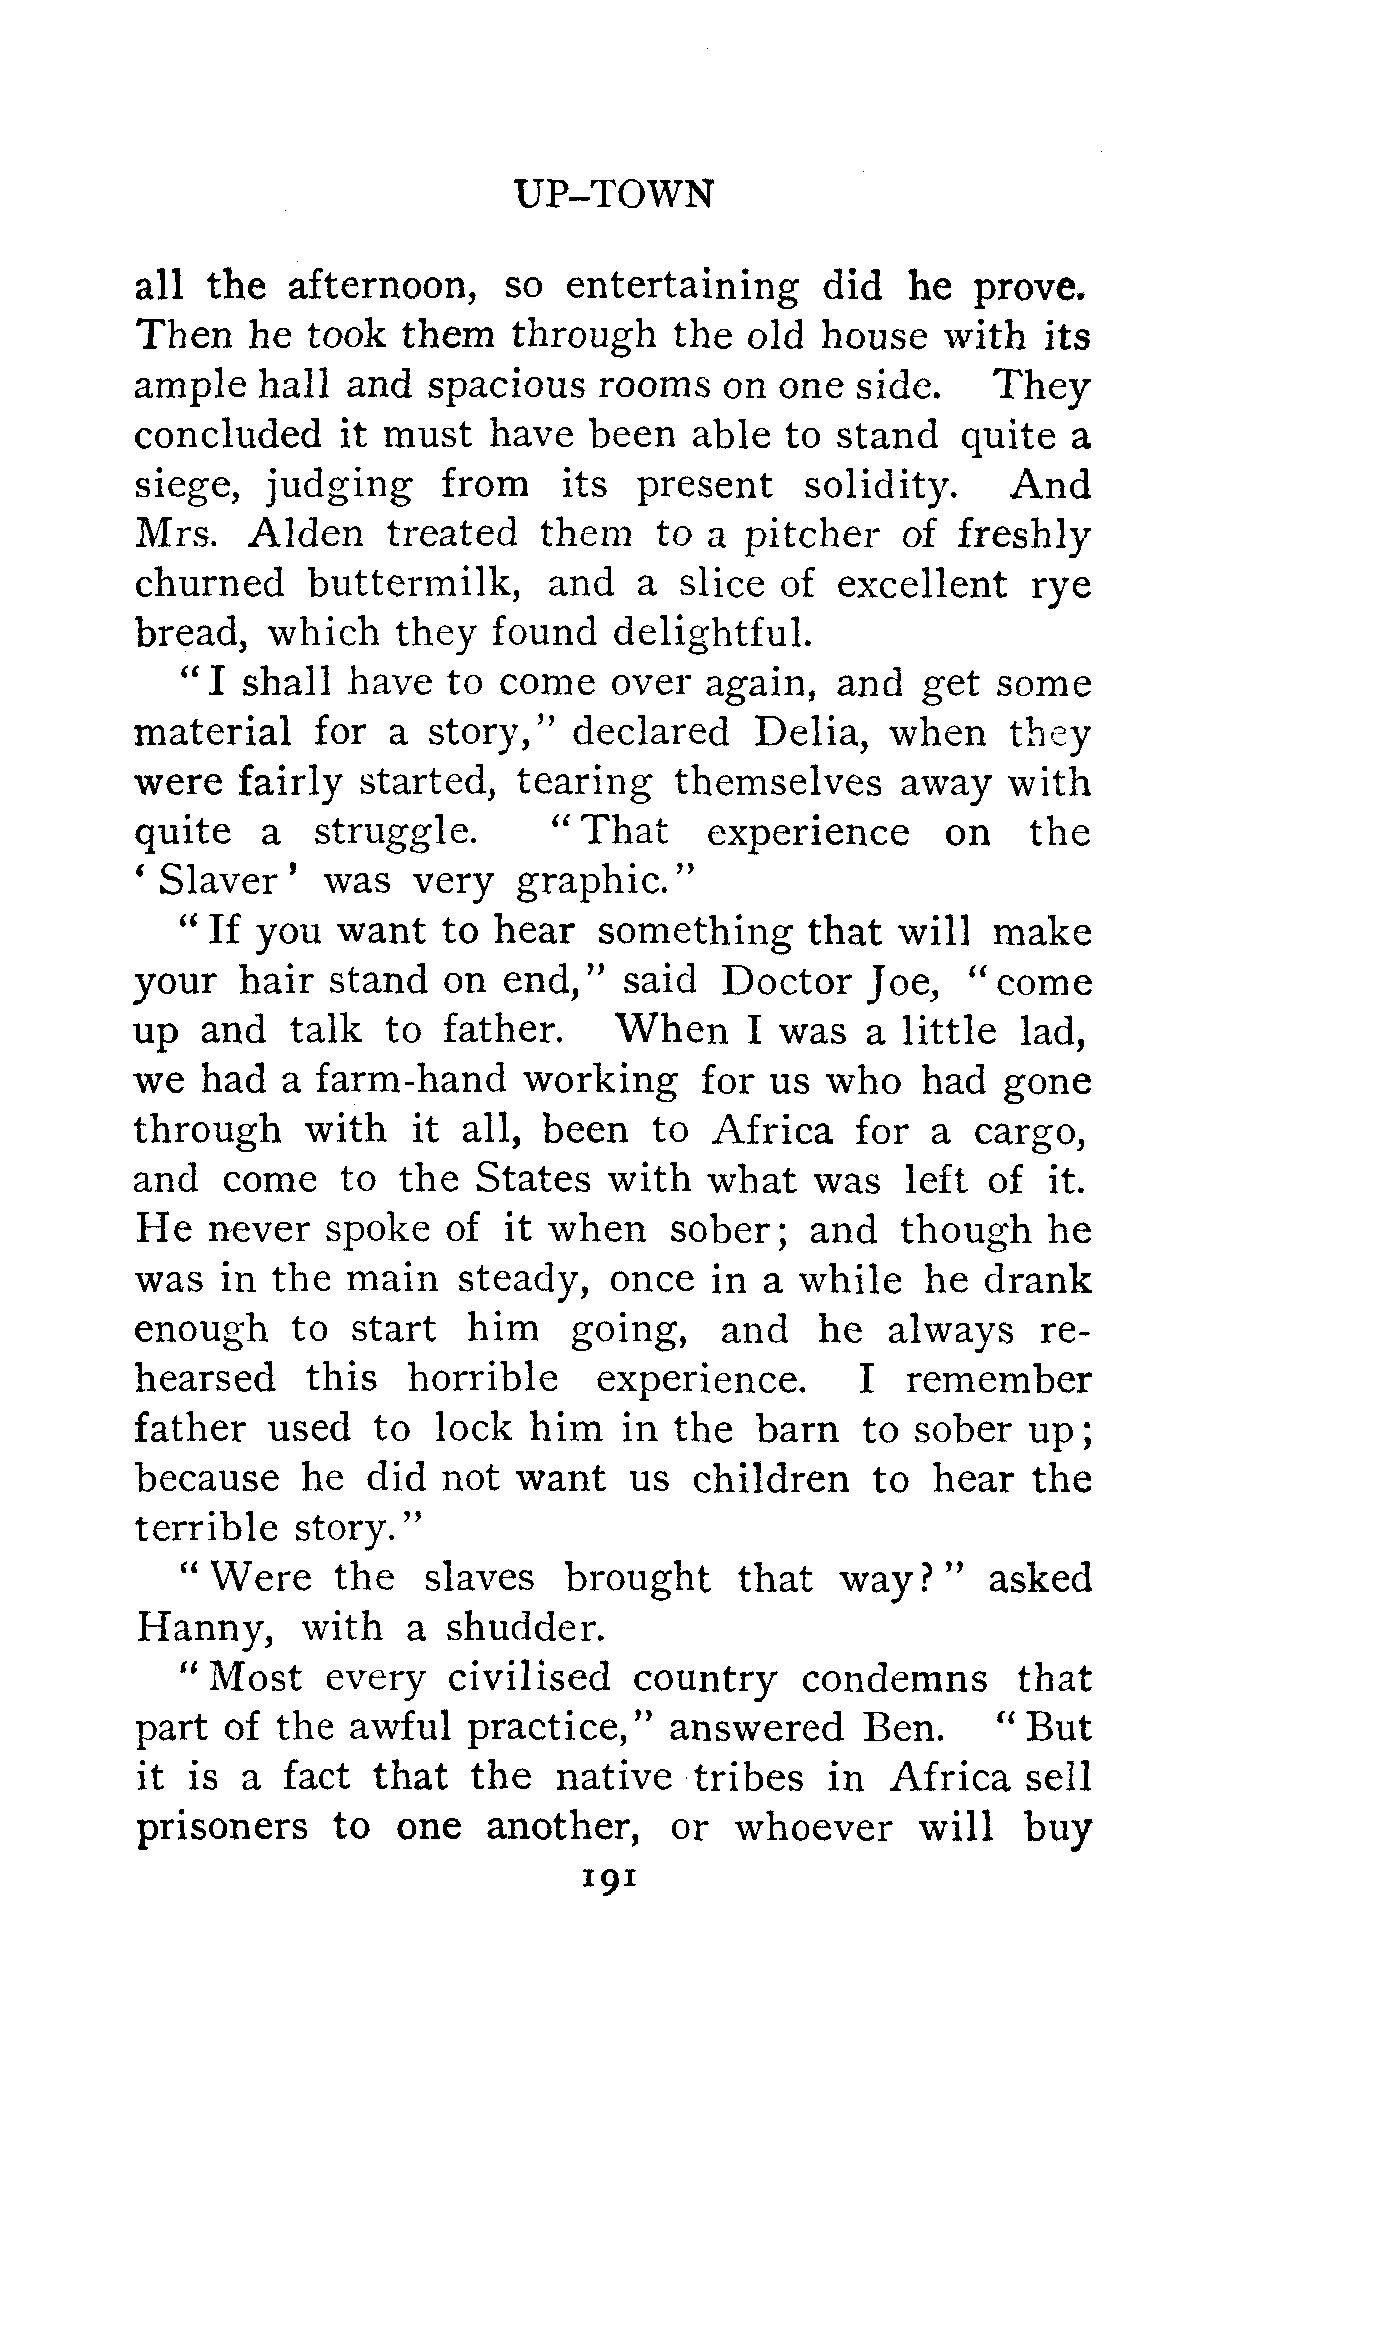 UP-TOWN
all the afternoon, so entertaining did he prove.
Then he took them through the old house with its
ample hall and spacious rooms on one side. They
concluded it must have been able to stand quite a
siege, judging from its present solidity. And
Mrs. Alden treated them to a pitcher of freshly
churned buttermilk, and a slice of excellent rye
bread, which they found delightful.
"I shall have to come over again, and get some
material for a story," declared Delia, when they
were fairly started, tearing themselves away with
quite a struggle. "That experience on the
'Slaver' was very graphic."
"If you want to hear something that will make
your hair stand on end," said Doctor Joe, "come
up and talk to father. When I was a little lad,
we had a farm-hand working for us who had gone
through with it all, been to Africa for a cargo,
and come to the States with what was left of it.
He never spoke of it when sober; and though he
was in the main steady, once in a while he drank
enough to start him going, and he always re-
hearsed this horrible experience. I remember
father used to lock him in the barn to sober up;
because he did not want us children to hear the
terrible story."
"Were the slaves brought that way?" asked
Hanny, with a shudder.
"Most every civilised country condemns that
part of the awful practice," answered Ben. "But
it is a fact that the native tribes in Africa sell
prisoners to one another, or whoever will buy
191